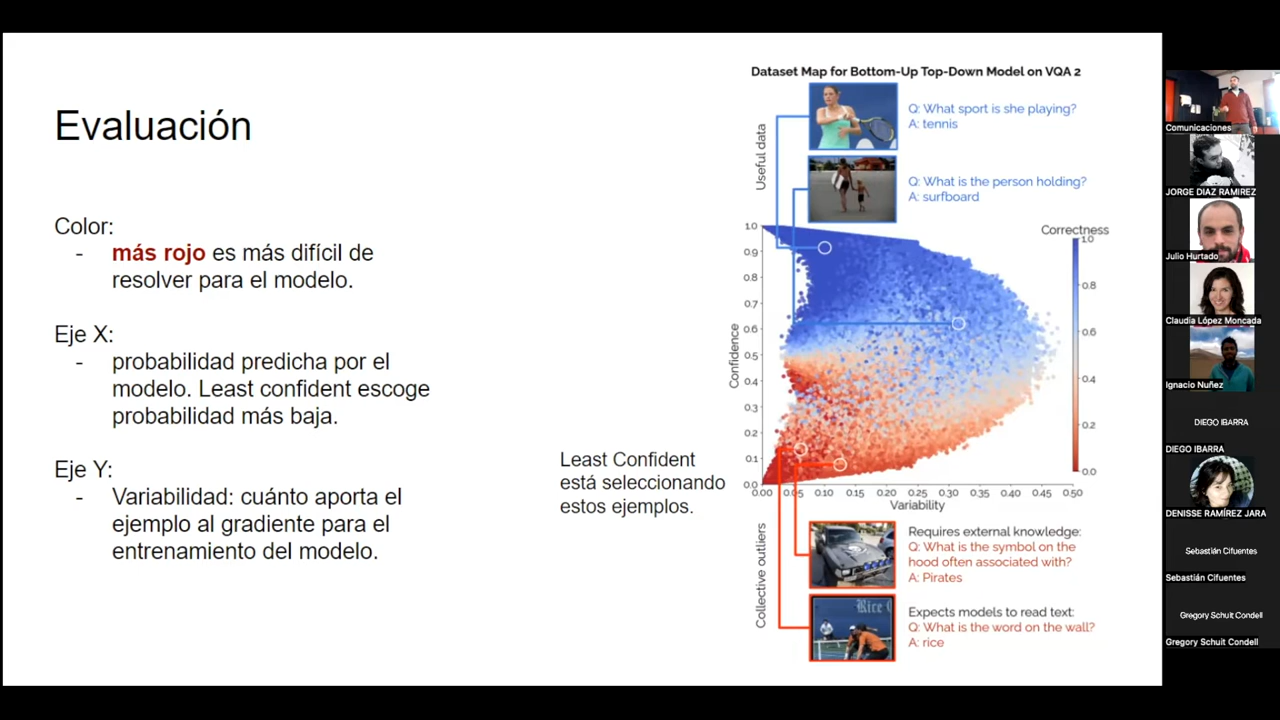 Evaluación
Color:
- más rojo es más difícil de
resolver para el modelo.
Eje X:
- probabilidad predicha por el
modelo. Least confident escoge
probabilidad más baja.
Eje Y:
- Variabilidad: cuánto aporta el
ejemplo al gradiente para el
entrenamiento del modelo.
Least Confident
está seleccionando
estos ejemplos.
Dataset Map for Bottom-Up Top-Down Model on VQA 2
Useful data
Q: What sport is she playing?
A: tennis
Q: What is the person holding?
A: surfboard
Correctness
1.0
0.8
0.6
0.4
0.2
0.0
Confidence
1.0
0.9
0.8
0.7
0.6
0.5
0.4
0.3
0.2
0.1
0.0
0.00 0.05 0.10 0.15 0.20 0.25 0.30 0.35 0.40 0.45 0.50
Variability
Collective outliers
Requires external knowledge:
Q: What is the symbol on the
hood often associated with?
A: Pirates
Rice
Expects models to read text:
Q: What is the word on the wall?
A: rice
Comunicaciones
JORGE DIAZ RAMIREZ
Julio Hurtado
Claudia López Moncada
Ignacio Nuñez
DIEGO IBARRA
DIEGO IBARRA
DENISSE RAMÍREZ JARA
Sebastián Cifuentes
Sebastián Cifuentes
Gregory Schuit Condell
Gregory Schuit Condell